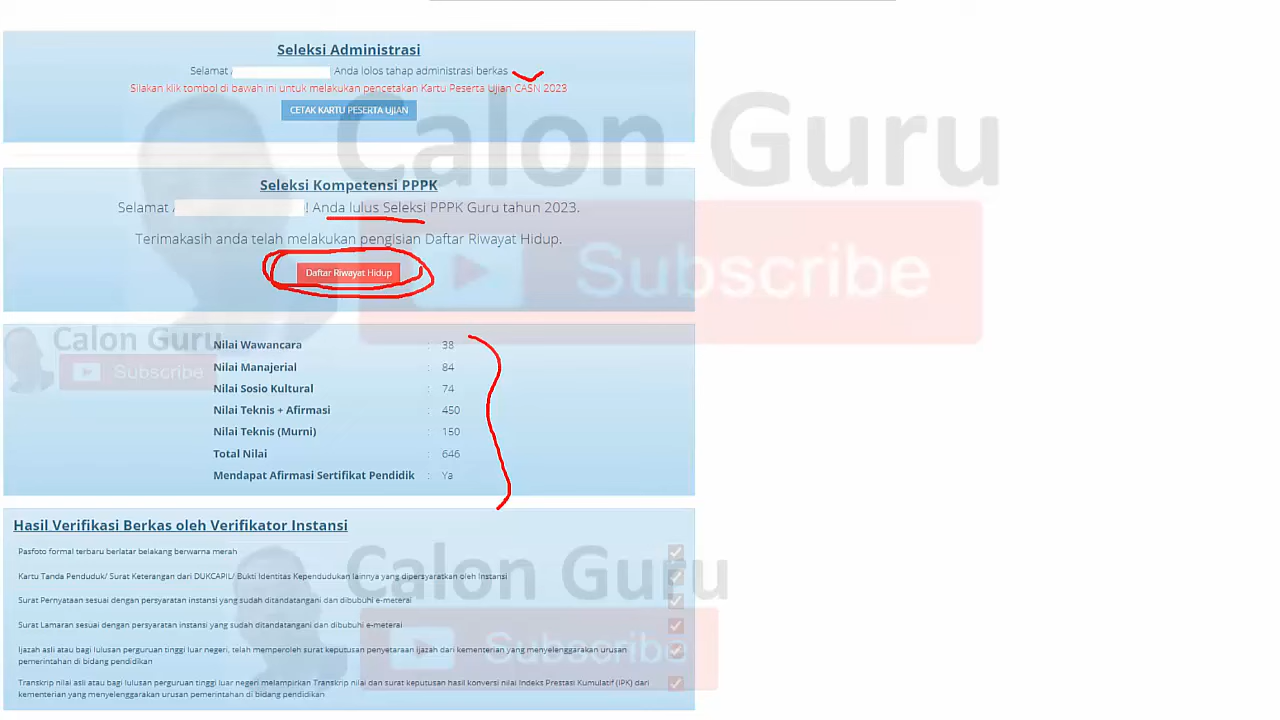 Seleksi Administrasi
Selamat Anda lolos tahap administrasi berkas
Silakan klik tombol di bawah ini untuk melakukan pencetakan Kartu Peserta Ujian CASN 2023
CETAK KARTU PESERTA UJIAN
Calon Guru
Subscribe
Seleksi Kompetensi PPPK
Selamat ! Anda lulus Seleksi PPPK Guru tahun 2023.
Terimakasih anda telah melakukan pengisian Daftar Riwayat Hidup.
Daftar Riwayat Hidup
Calon Guru
Subscribe
Nilai Wawancara : 38
Nilai Manajerial : 84
Nilai Sosio Kultural : 74
Nilai Teknis + Afirmasi : 450
Nilai Teknis (Murni) : 150
Total Nilai : 646
Mendapat Afirmasi Sertifikat Pendidik : Ya
Hasil Verifikasi Berkas oleh Verifikator Instansi
Pasfoto formal terbaru berlatar belakang berwarna merah
Kartu Tanda Penduduk/ Surat Keterangan dari DUKCAPIL/ Bukti Identitas Kependudukan lainnya yang dipersyaratkan oleh Instansi
Surat Pernyataan sesuai dengan persyaratan instansi yang sudah ditandatangani dan dibubuhi e-meterai
Surat Lamaran sesuai dengan persyaratan instansi yang sudah ditandatangani dan dibubuhi e-meterai
Ijazah asli atau bagi lulusan perguruan tinggi luar negeri, telah memperoleh surat keputusan penyetaraan ijazah dari kementerian yang menyelenggarakan urusan
pemerintahan di bidang pendidikan
Transkrip nilai asli atau bagi lulusan perguruan tinggi luar negeri melampirkan Transkrip nilai dan surat keputusan hasil konversi nilai Indeks Prestasi Kumulatif (IPK) dari
kementerian yang menyelenggarakan urusan pemerintahan di bidang pendidikan
Calon Guru
Subscribe